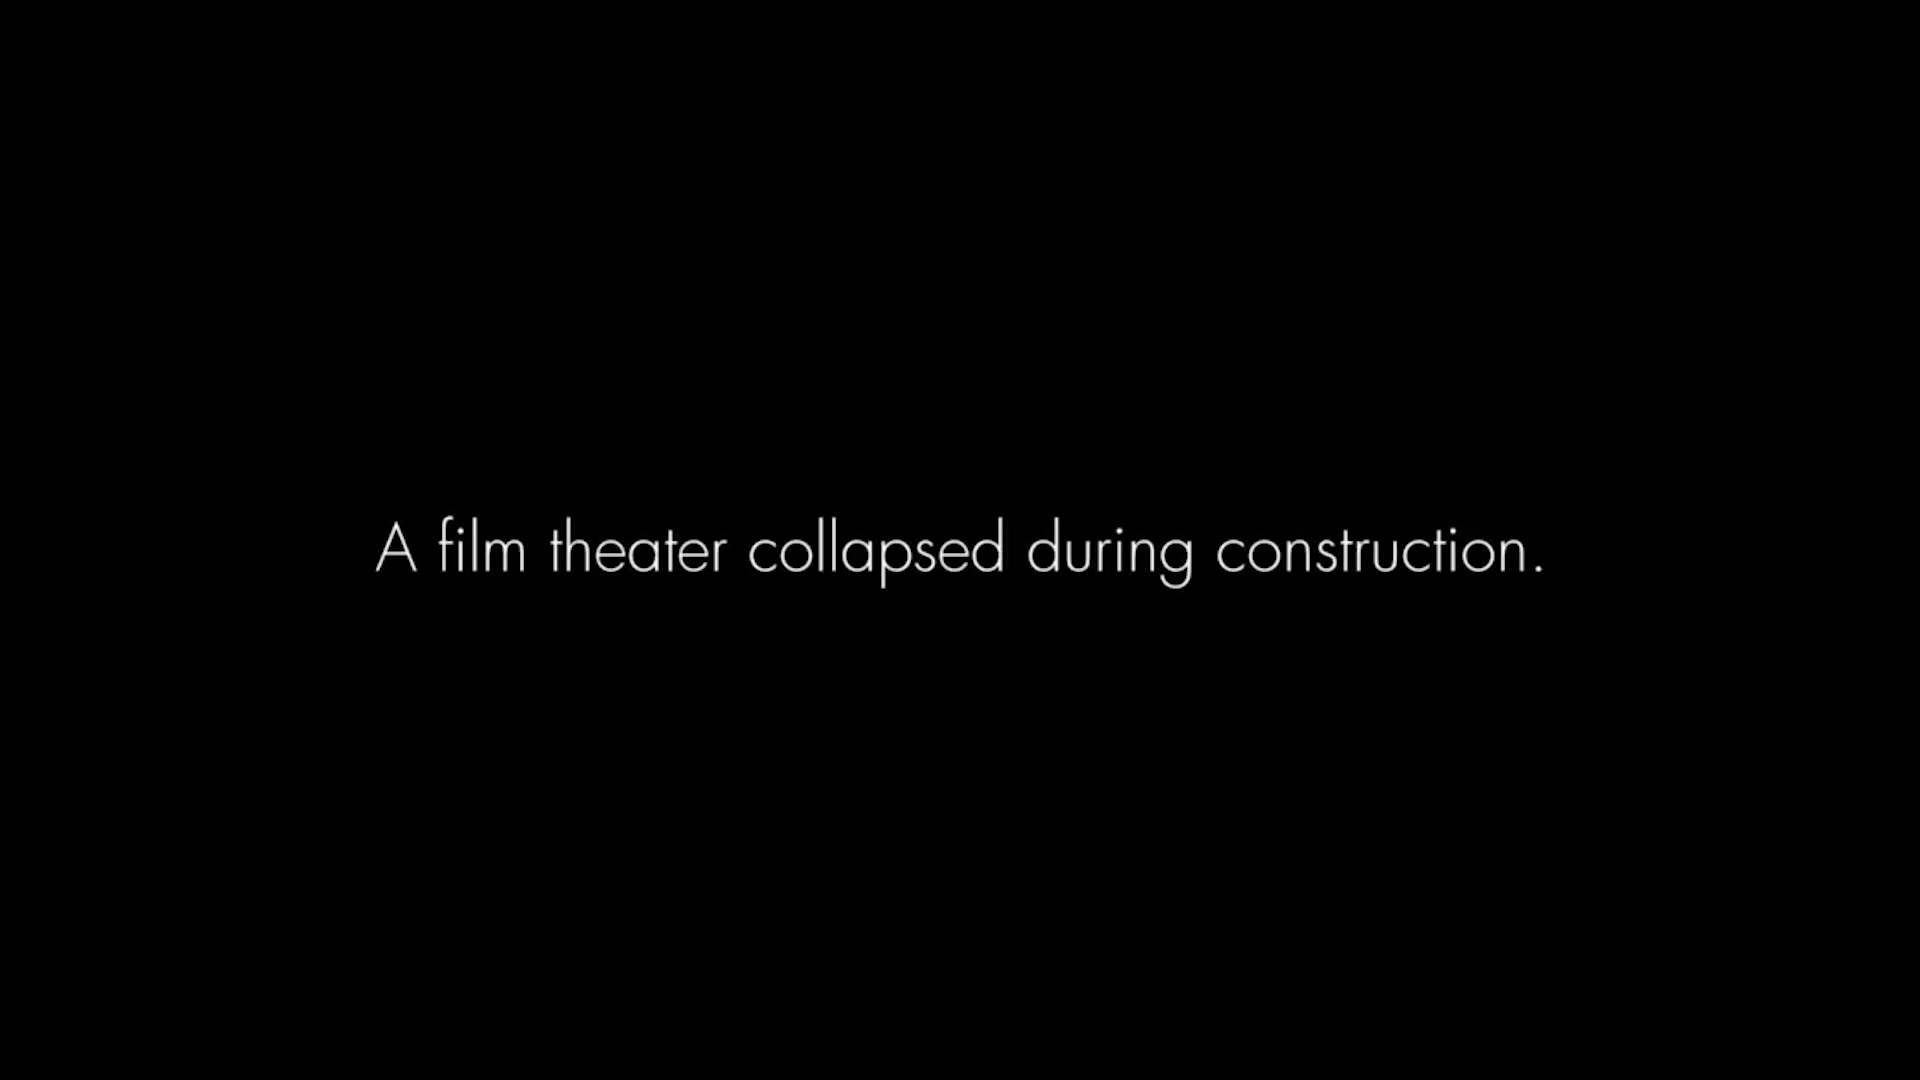 A film theater collapsed during construction.